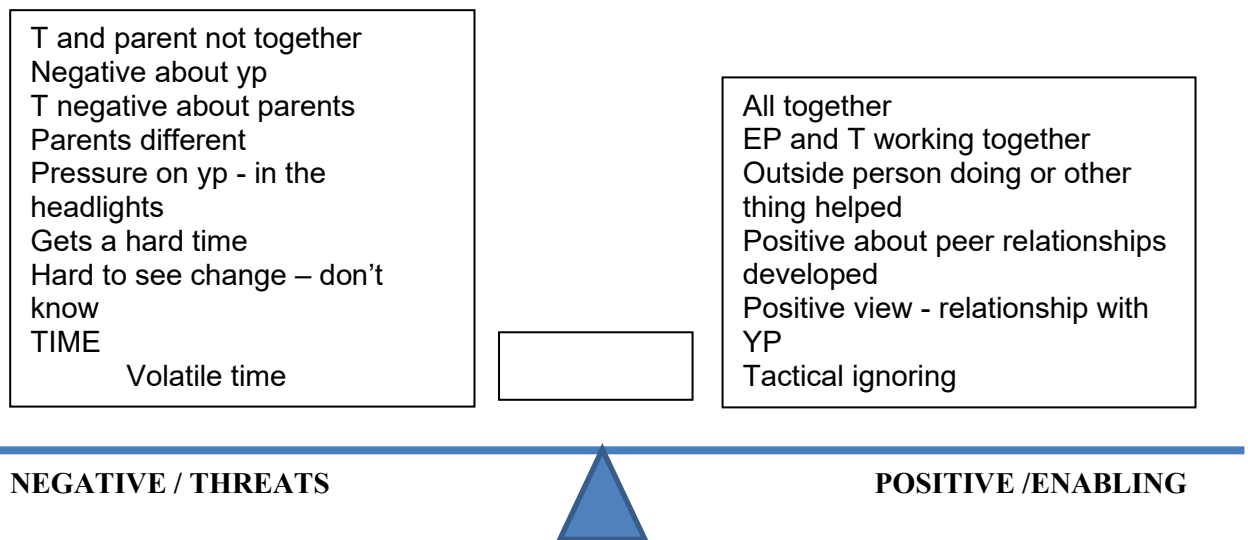 T and parent not together
Negative about yp
T negative about parents
Parents different
Pressure on yp - in the
headlights
Gets a hard time
Hard to see change – don’t
know
TIME
Volatile time
All together
EP and T working together
Outside person doing or other
thing helped
Positive about peer relationships
developed
Positive view - relationship with
YP
Tactical ignoring
NEGATIVE / THREATS
POSITIVE /ENABLING